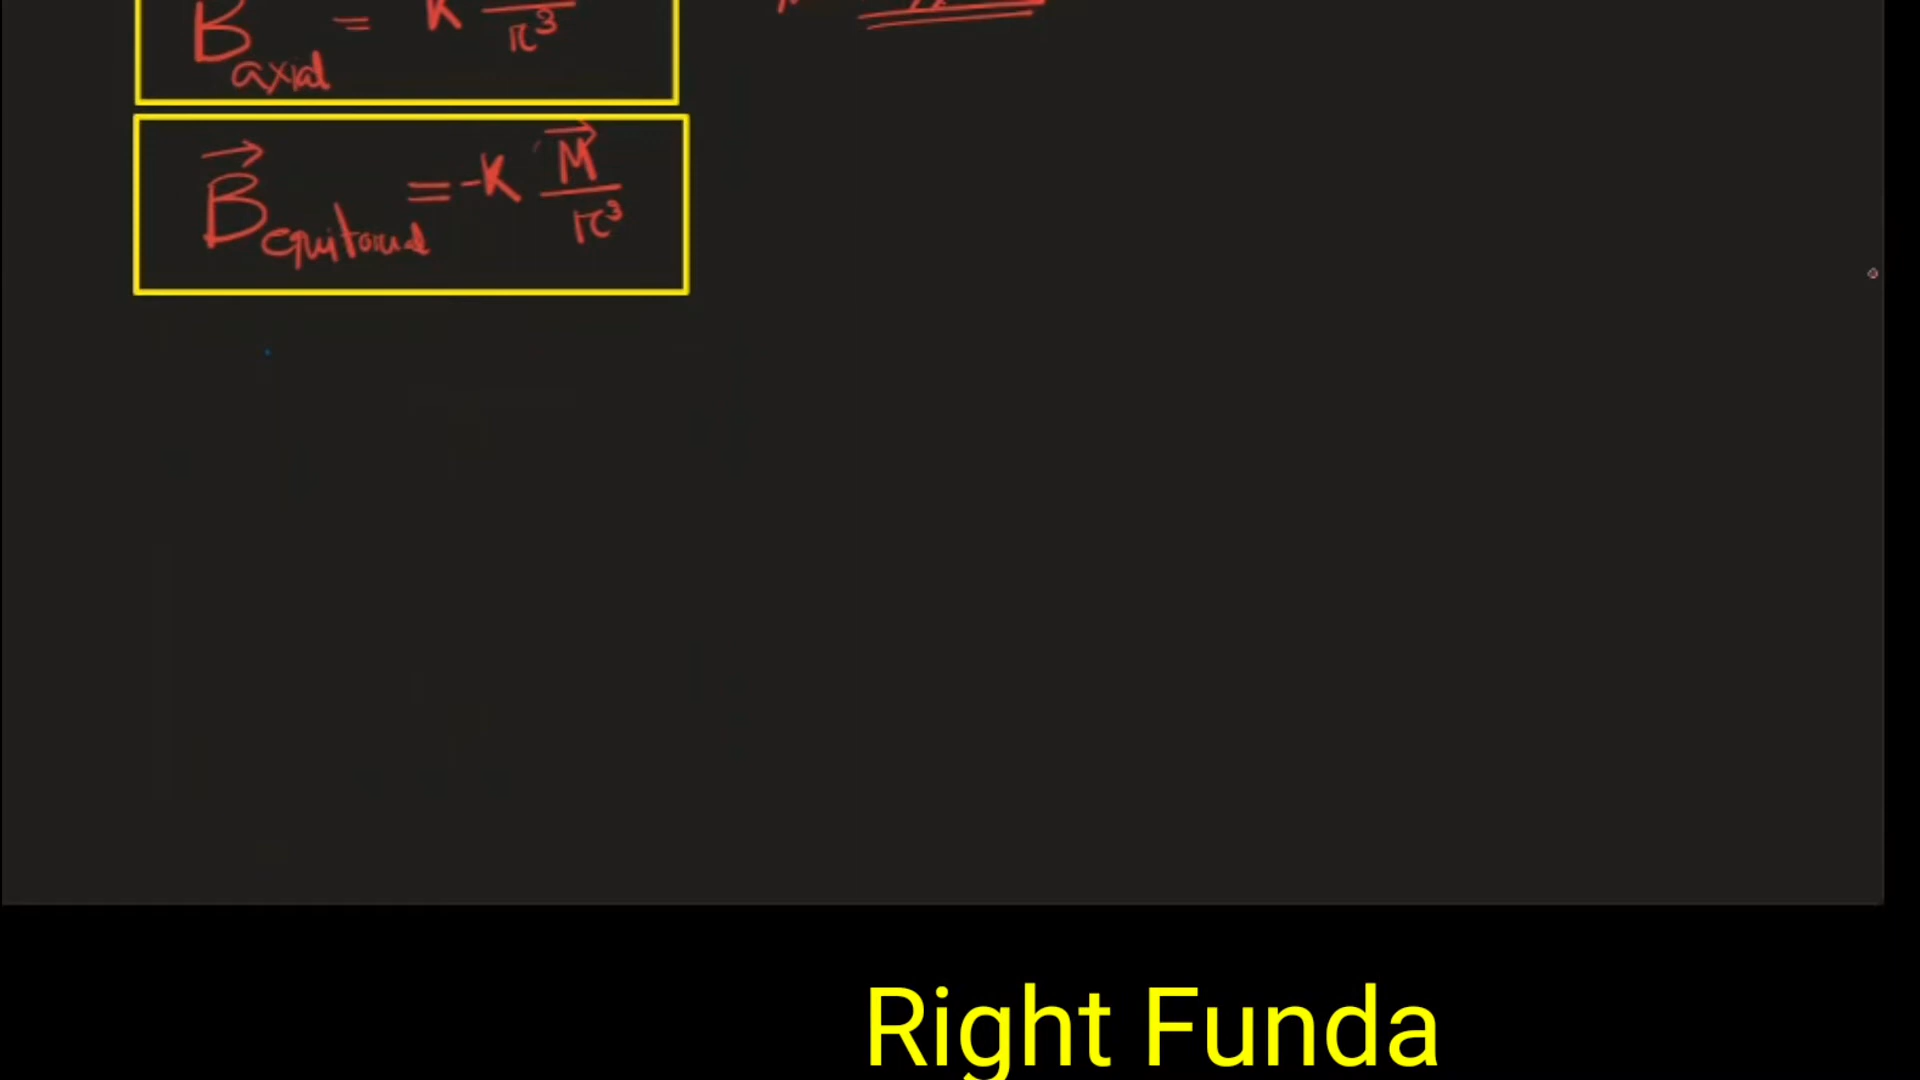 B axial = K / r³
B⃗ equitorial = -K M⃗ / r³
Right Funda